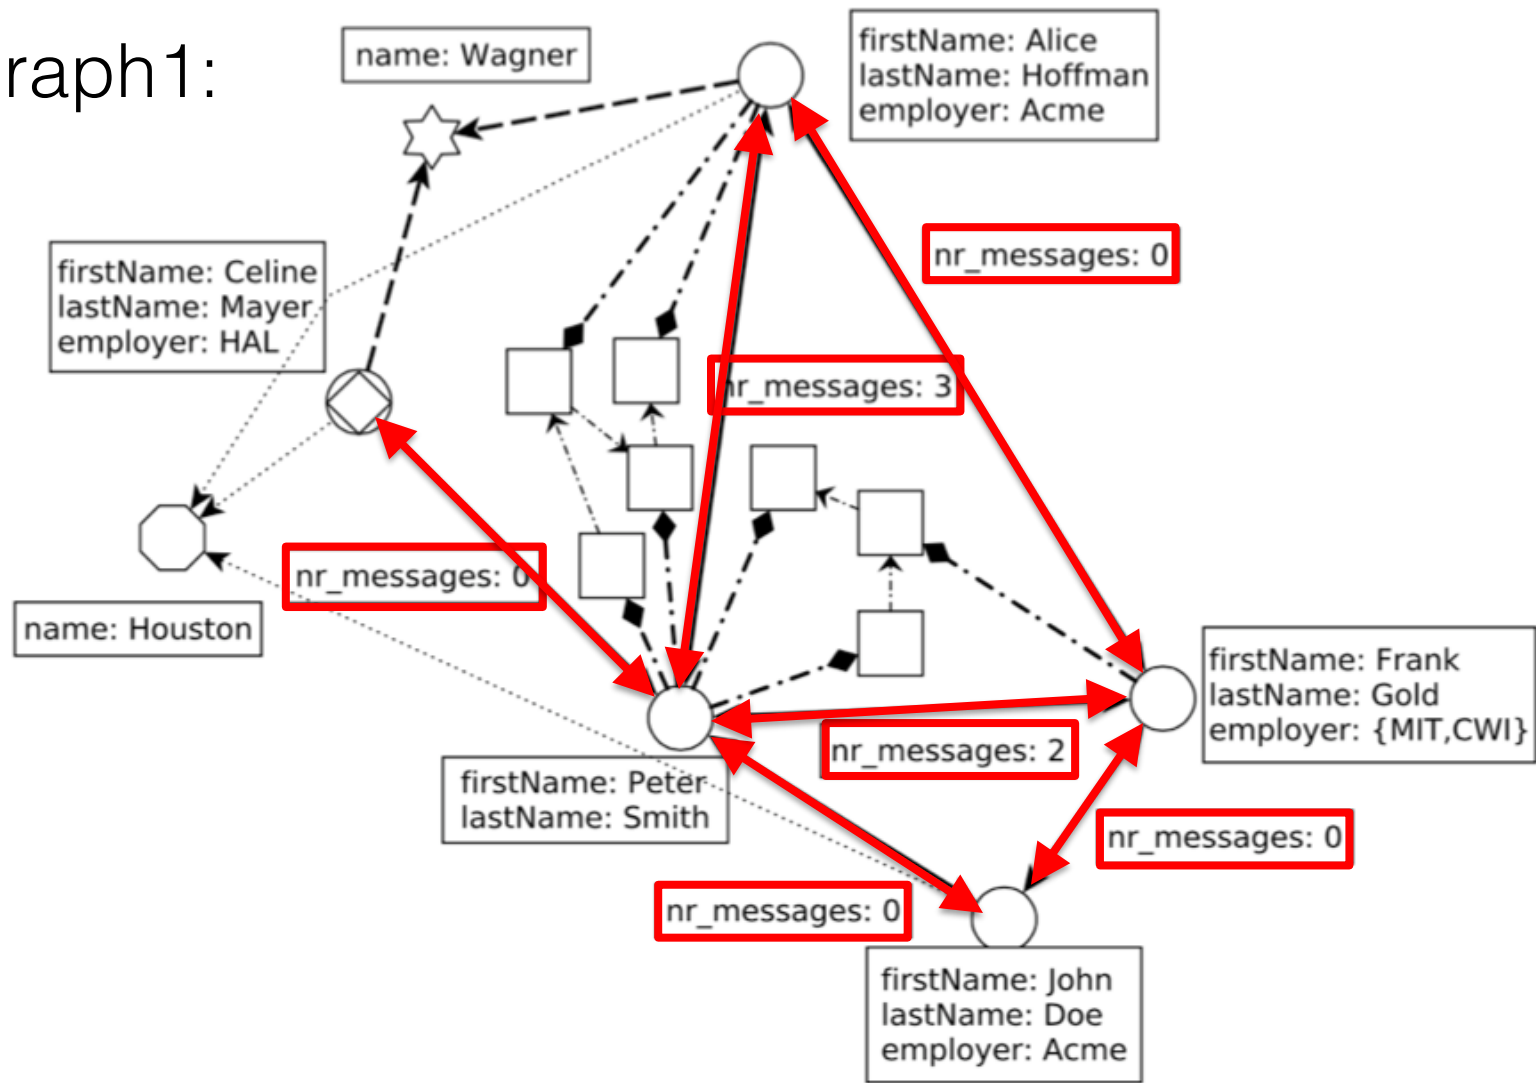 raph1:
name: Wagner
firstName: Alice
lastName: Hoffman
employer: Acme
nr_messages: 0
firstName: Celine
lastName: Mayer
employer: HAL
nr_messages: 3
nr_messages: 0
name: Houston
firstName: Frank
lastName: Gold
employer: {MIT,CWI}
nr_messages: 2
firstName: Peter
lastName: Smith
nr_messages: 0
nr_messages: 0
firstName: John
lastName: Doe
employer: Acme